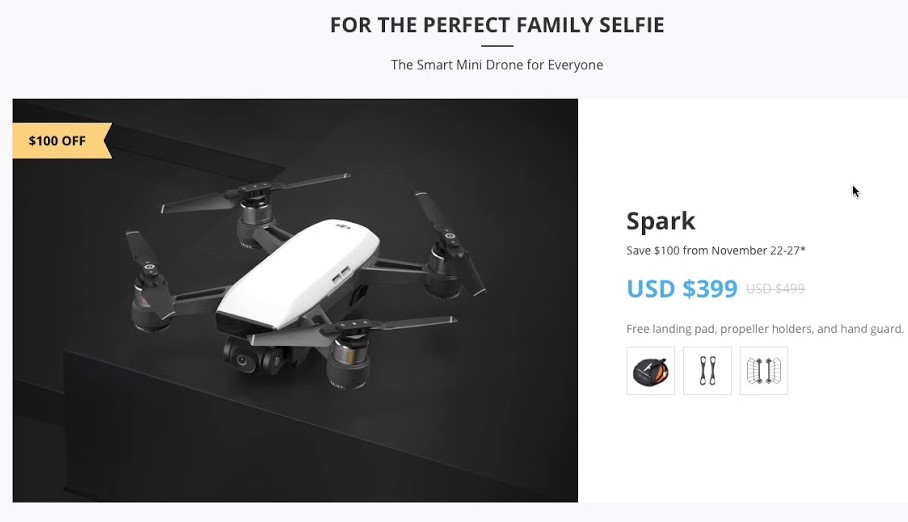 FOR THE PERFECT FAMILY SELFIE
The Smart Mini Drone for Everyone
$100 OFF
Spark
Save $100 from November 22-27*
USD $399 USD $499
Free landing pad, propeller holders, and hand guard.